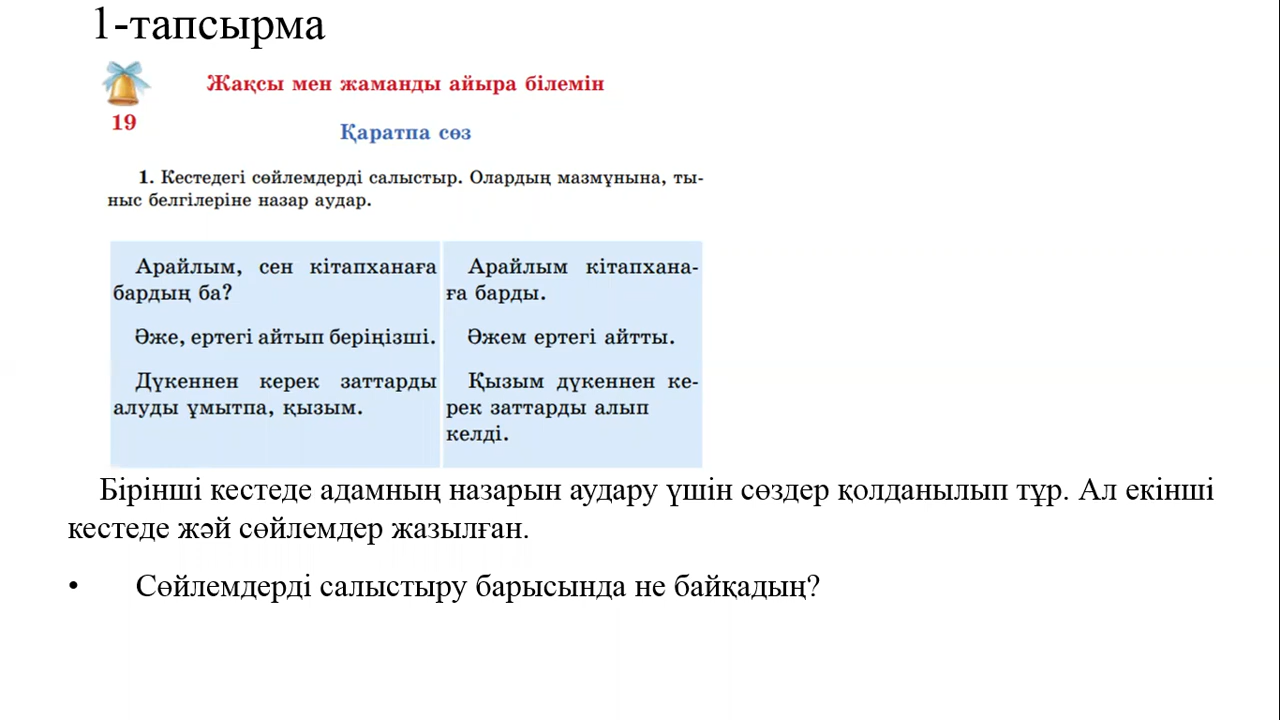 1-тапсырма
Жақсы мен жаманды айыра білемін
19
Қаратпа сөз
1. Кестедегі сөйлемдерді салыстыр. Олардың мазмұнына, ты-
ныс белгілеріне назар аудар.
Арайлым, сен кітапханаға
бардың ба?
Әже, ертегі айтып беріңізші.
Дүкеннен керек заттарды
алуды ұмытпа, қызым.
Арайлым кітапхана-
ға барды.
Әжем ертегі айтты.
Қызым дүкеннен ке-
рек заттарды алып
келді.
Бірінші кестеде адамның назарын аудару үшін сөздер қолданылып тұр. Ал екінші
кестеде жәй сөйлемдер жазылған.
• Сөйлемдерді салыстыру барысында не байқадың?